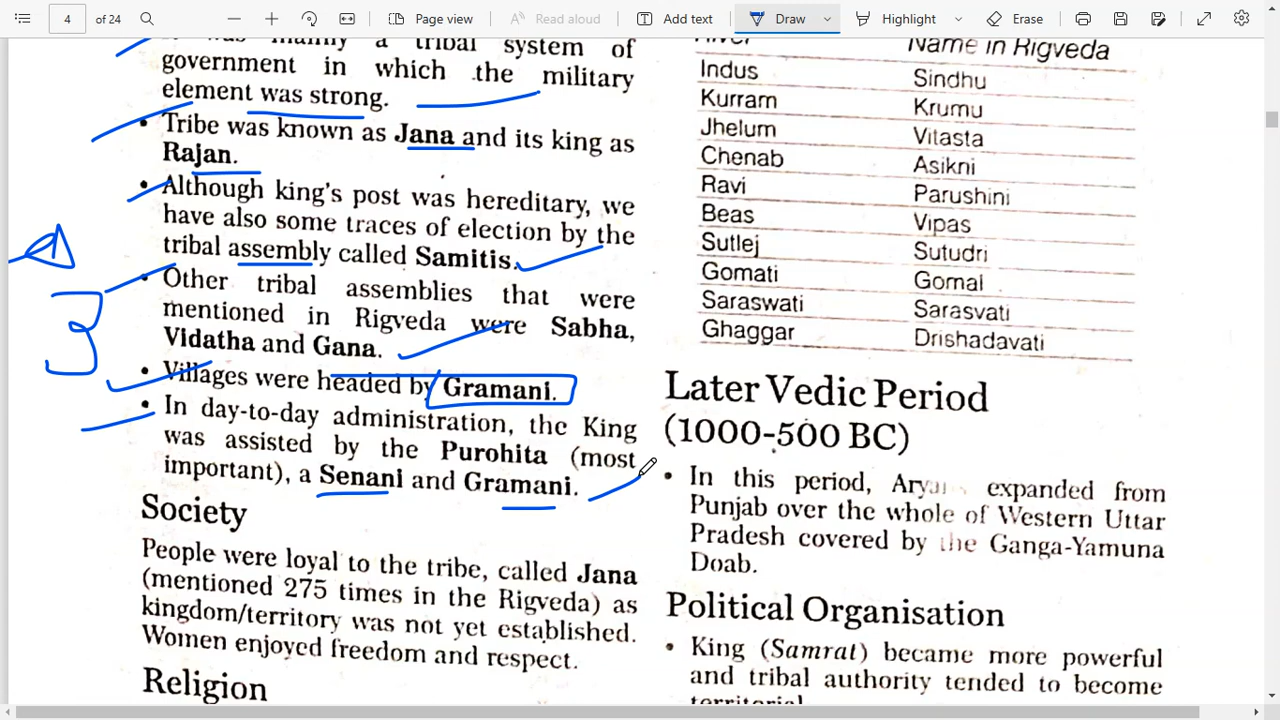 4
of 24
Page view
Read aloud
Add text
Draw
Highlight
Erase
It was mainly a tribal system of
government in which the military
element was strong.
• Tribe was known as Jana and its king as
Rajan.
• Although king's post was hereditary, we
have also some traces of election by the
tribal assembly called Samitis.
• Other tribal assemblies that were
mentioned in Rigveda were Sabha,
Vidatha and Gana.
• Villages were headed by Gramani.
• In day-to-day administration, the King
was assisted by the Purohita (most
important), a Senani and Gramani.
3
Society
People were loyal to the tribe, called Jana
(mentioned 275 times in the Rigveda) as
kingdom/territory was not yet established.
Women enjoyed freedom and respect.
Religion
River Name in Rigveda
Indus Sindhu
Kurram Krumu
Jhelum Vitasta
Chenab Asikni
Ravi Parushini
Beas Vipas
Sutlej Sutudri
Gomati Gomal
Saraswati Sarasvati
Ghaggar Drishadavati
Later Vedic Period
(1000-500 BC)
• In this period, Aryans expanded from
Punjab over the whole of Western Uttar
Pradesh covered by the Ganga-Yamuna
Doab.
Political Organisation
• King (Samrat) became more powerful
and tribal authority tended to become
territorial.